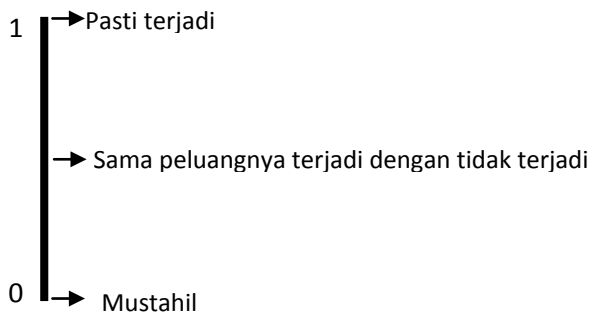 1 Pasti terjadi
Sama peluangnya terjadi dengan tidak terjadi
0 Mustahil